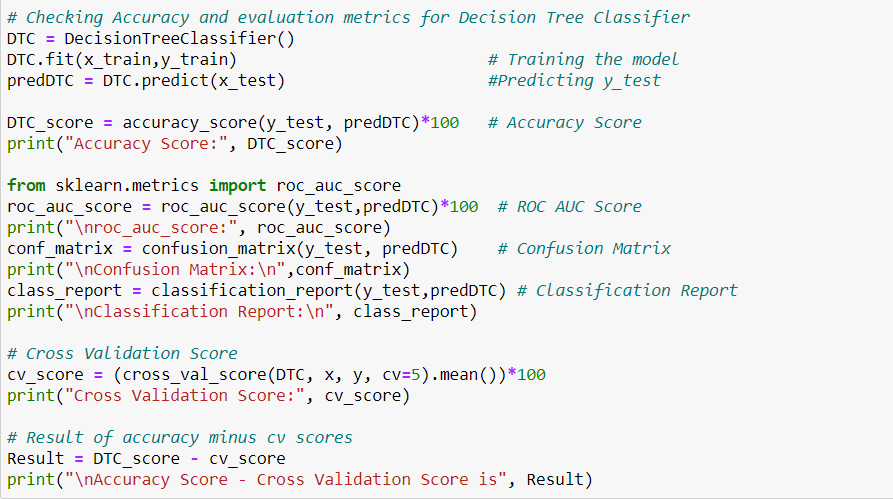 # Checking Accuracy and evaluation metrics for Decision Tree Classifier
DTC = DecisionTreeClassifier()
DTC.fit(x_train,y_train)                          # Training the model
predDTC = DTC.predict(x_test)                     #Predicting y_test
DTC_score = accuracy_score(y_test, predDTC)*100   # Accuracy Score
print("Accuracy Score:", DTC_score)
from sklearn.metrics import roc_auc_score
roc_auc_score = roc_auc_score(y_test,predDTC)*100  # ROC AUC Score
print("\nroc_auc_score:", roc_auc_score)
conf_matrix = confusion_matrix(y_test, predDTC)    # Confusion Matrix
print("\nConfusion Matrix:\n",conf_matrix)
class_report = classification_report(y_test,predDTC) # Classification Report
print("\nClassification Report:\n", class_report)
# Cross Validation Score
cv_score = (cross_val_score(DTC, x, y, cv=5).mean())*100
print("Cross Validation Score:", cv_score)
# Result of accuracy minus cv scores
Result = DTC_score - cv_score
print("\nAccuracy Score - Cross Validation Score is", Result)